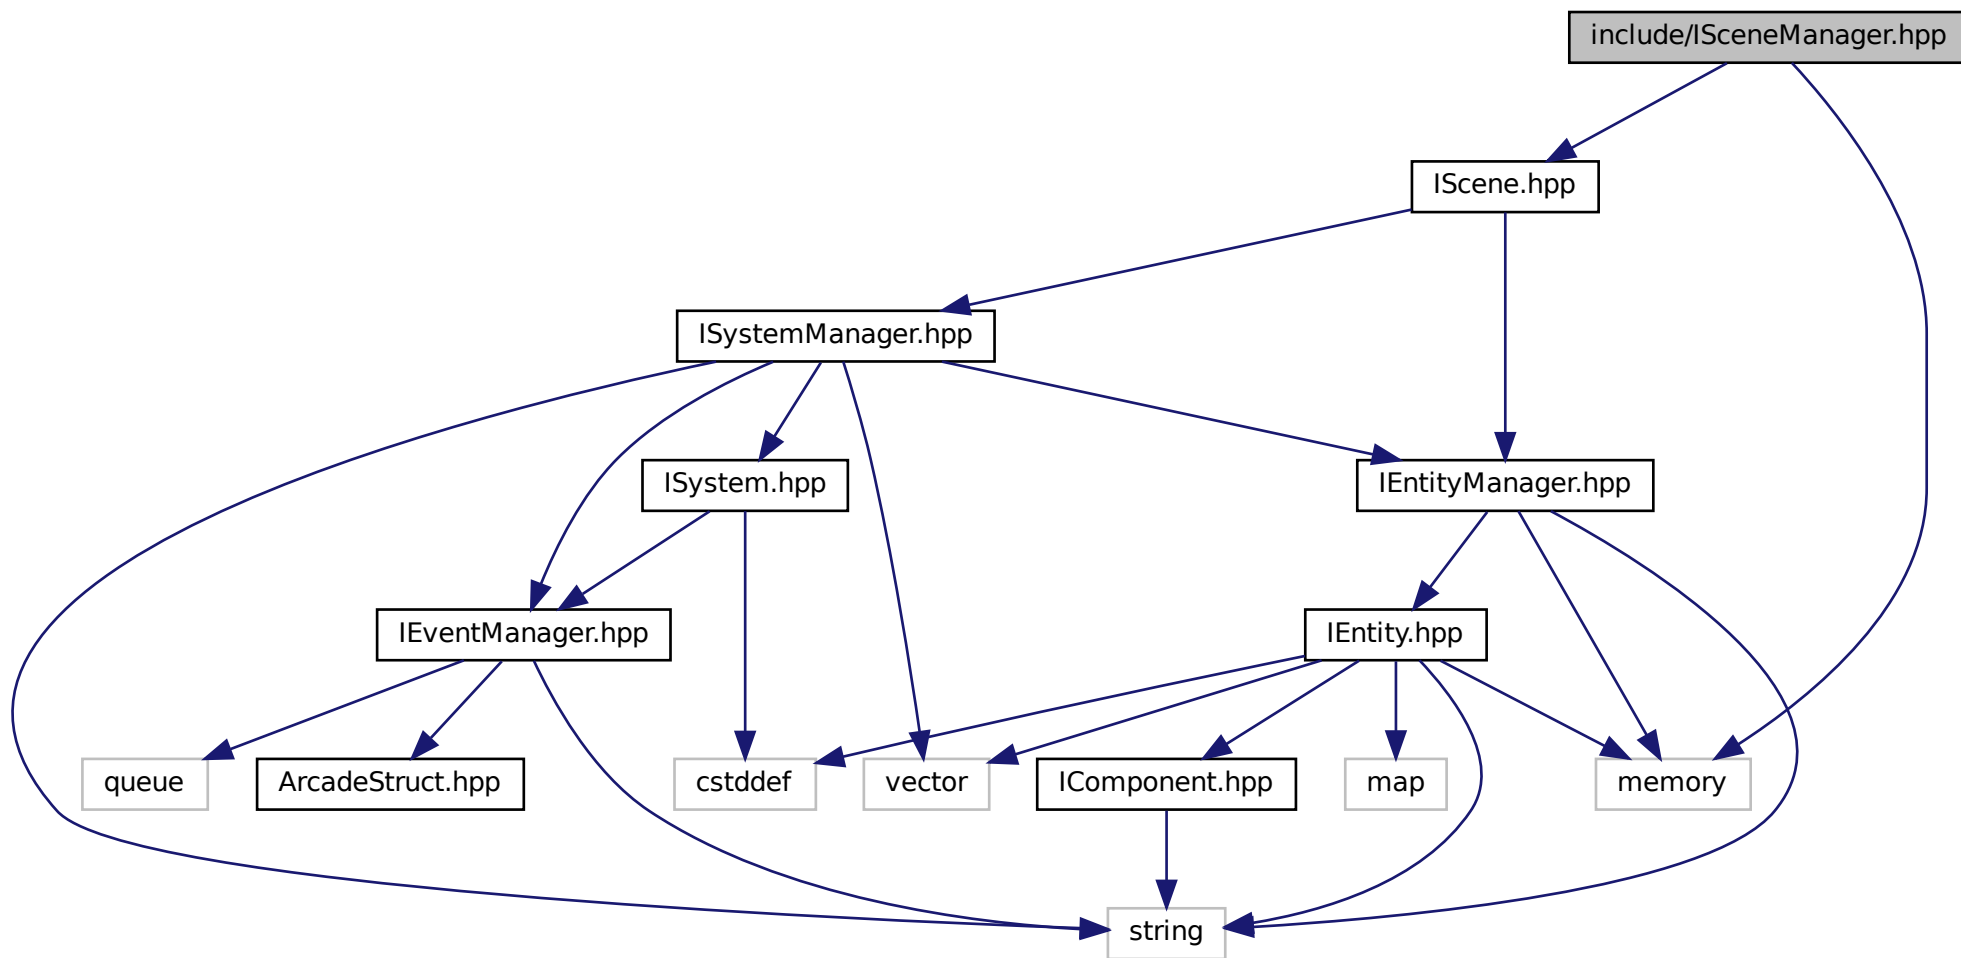 include/ISceneManager.hpp
IScene.hpp
ISystemManager.hpp
ISystem.hpp
IEntityManager.hpp
IEventManager.hpp
IEntity.hpp
queue
ArcadeStruct.hpp
cstddef
vector
IComponent.hpp
map
memory
string